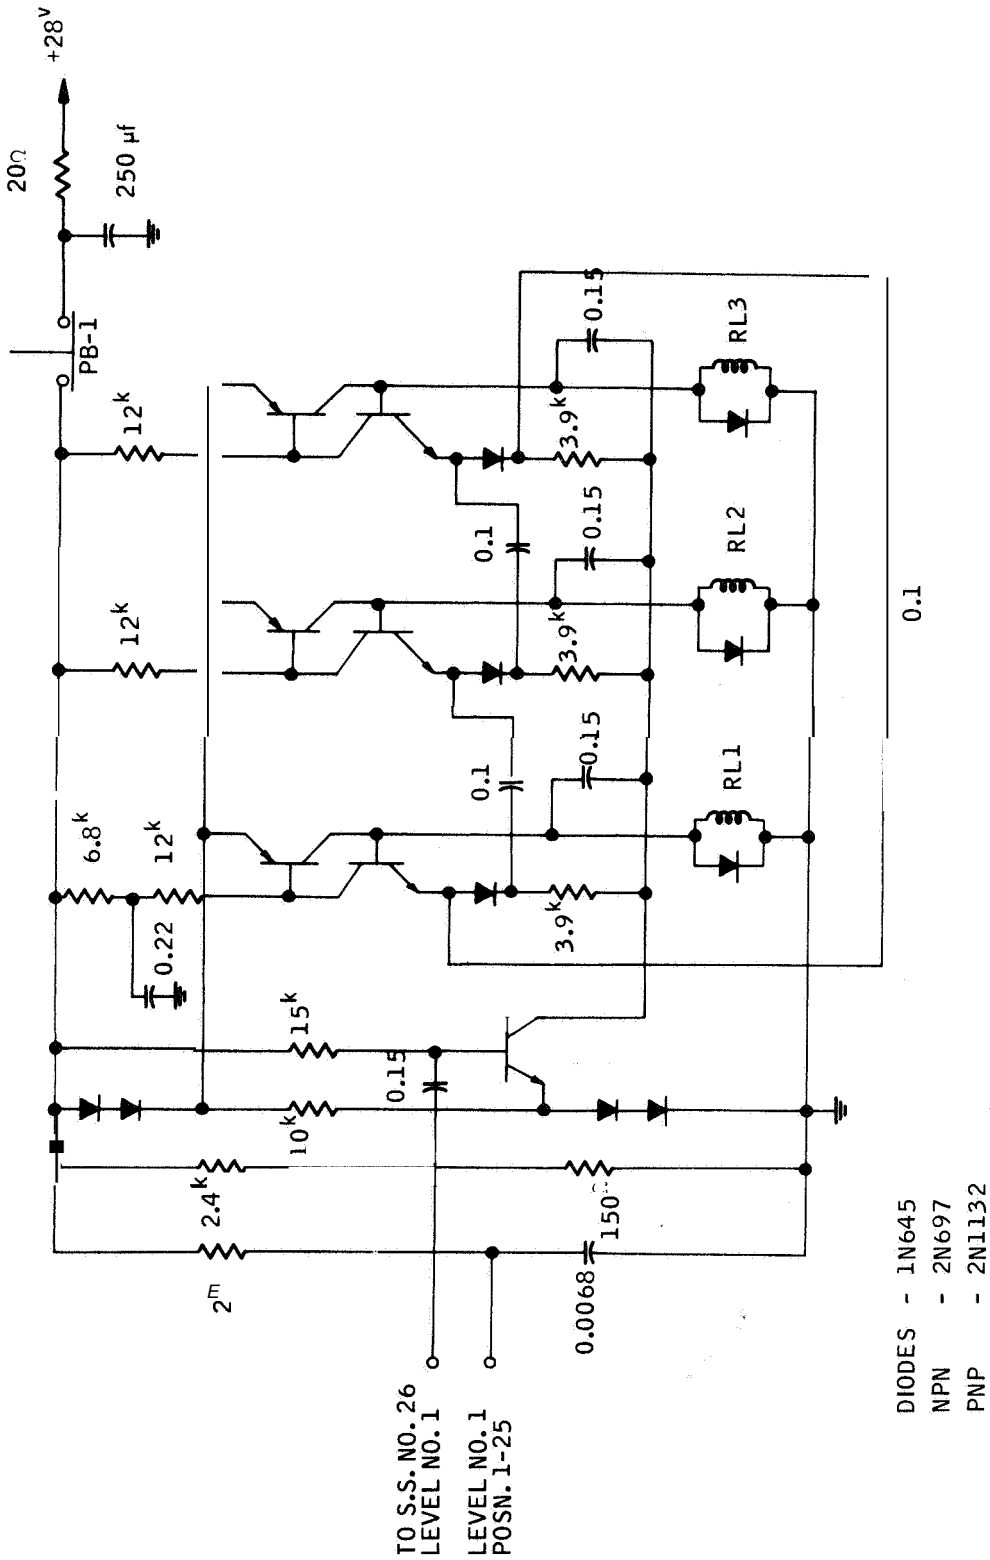 20Ω
+28V
250 µf
PB-1
12k
12k
6.8k
12k
0.22
15k
0.15
10k
2.4k
2E
150
0.0068
0.15
0.15
0.15
0.1
0.1
3.9k
3.9k
3.9k
RL3
RL2
RL1
0.1
TO S.S. NO. 26
LEVEL NO. 1
LEVEL NO. 1
POSN. 1-25
DIODES - 1N645
NPN - 2N697
PNP - 2N1132